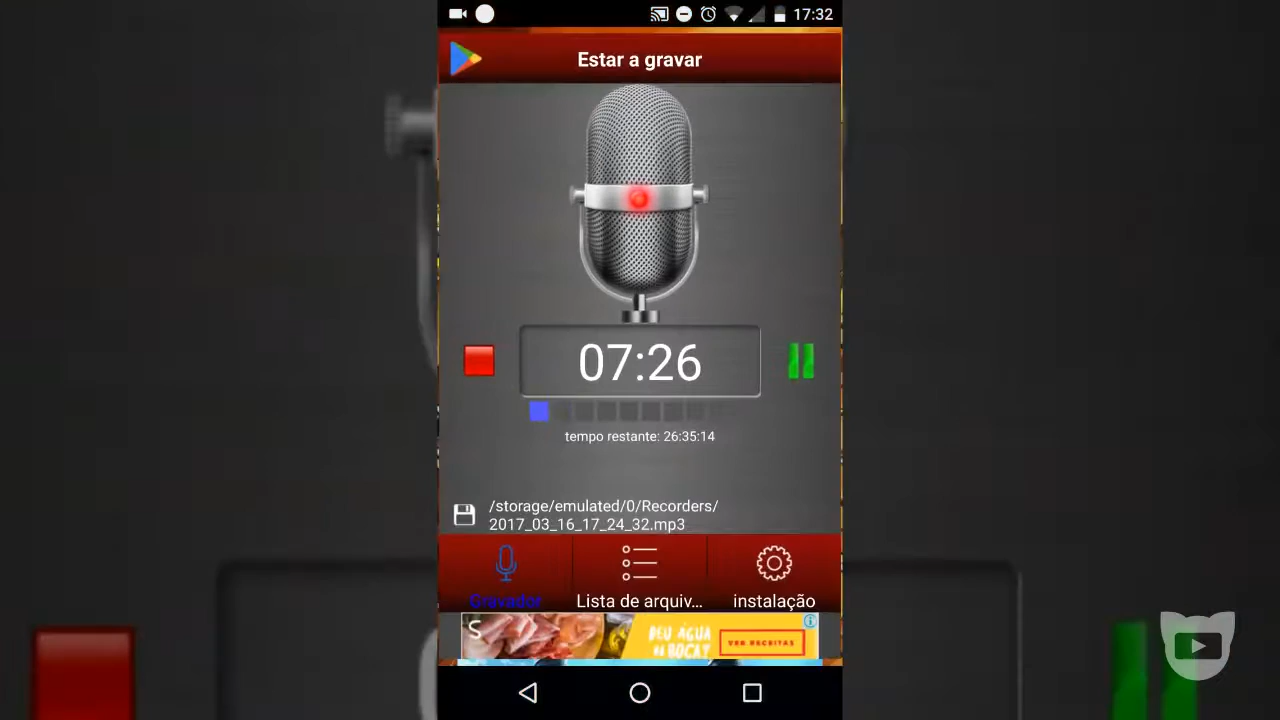 17:32
Estar a gravar
07:26
tempo restante: 26:35:14
/storage/emulated/0/Recorders/
2017_03_16_17_24_32.mp3
Gravador
Lista de arquiv...
instalação
S
DEU ÁGUA
NA BOCA?
VER RECEITAS